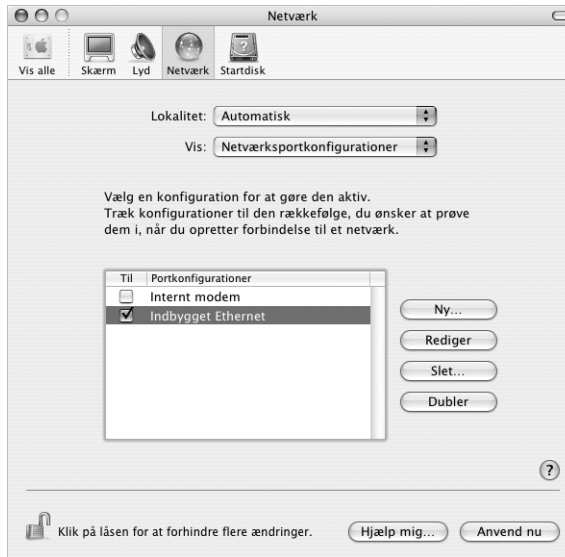 Netværk
Vis alle Skærm Lyd Netværk Startdisk
Lokalitet: Automatisk
Vis: Netværksportkonfigurationer
Vælg en konfiguration for at gøre den aktiv.
Træk konfigurationer til den rækkefølge, du ønsker at prøve
dem i, når du opretter forbindelse til et netværk.
Til Portkonfigurationer
Internt modem
Indbygget Ethernet
Ny...
Rediger
Slet...
Dubler
?
Klik på låsen for at forhindre flere ændringer.
Hjælp mig... Anvend nu